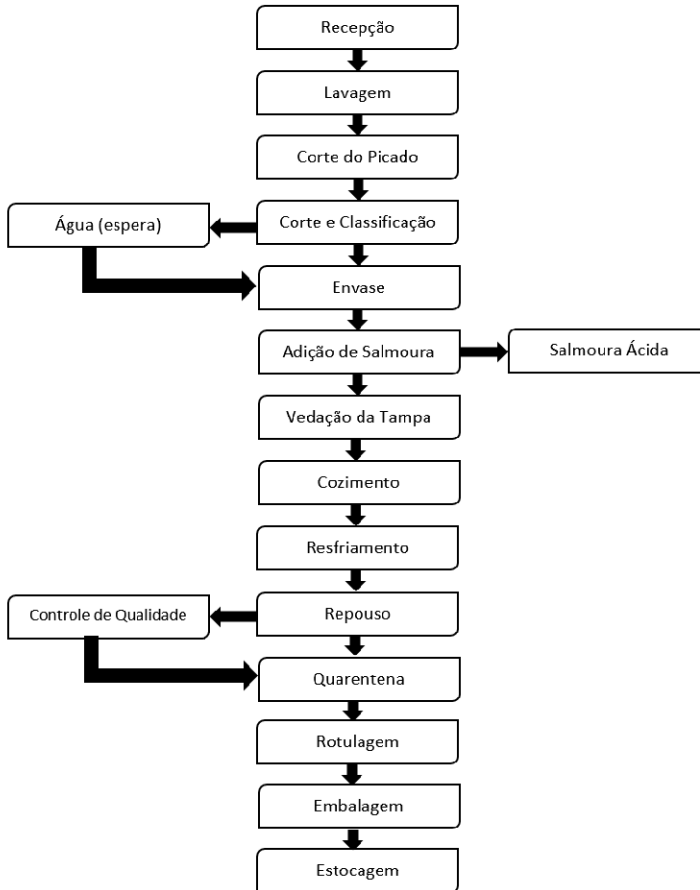 Recepção
Lavagem
Corte do Picado
Água (espera)
Corte e Classificação
Envase
Adição de Salmoura
Salmoura Ácida
Vedação da Tampa
Cozimento
Resfriamento
Controle de Qualidade
Repouso
Quarentena
Rotulagem
Embalagem
Estocagem